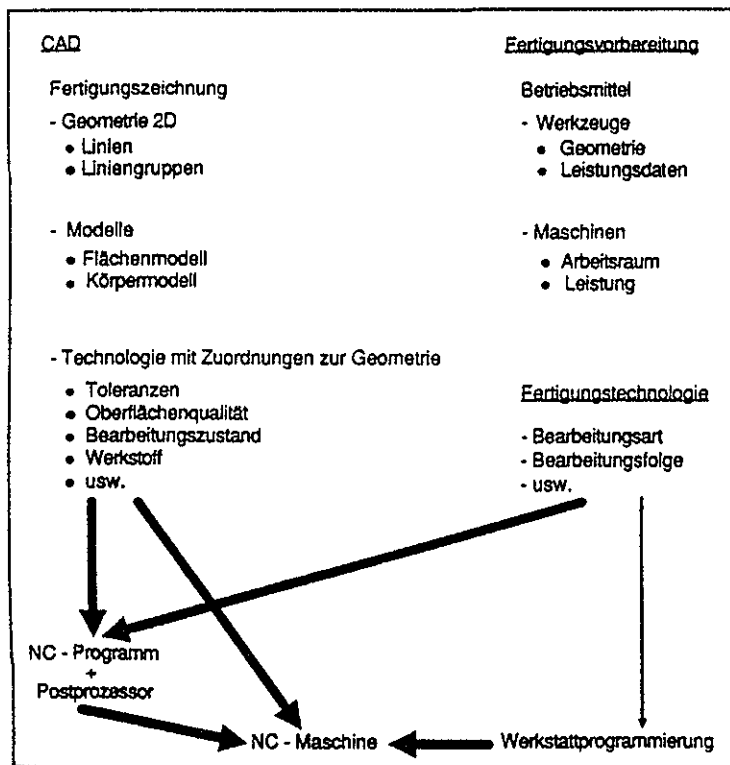 CAD
Fertigungszeichnung
- Geometrie 2D
• Linien
• Liniengruppen
- Modelle
• Flächenmodell
• Körpermodell
- Technologie mit Zuordnungen zur Geometrie
• Toleranzen
• Oberflächenqualität
• Bearbeitungszustand
• Werkstoff
• usw.
Fertigungsvorbereitung
Betriebsmittel
- Werkzeuge
• Geometrie
• Leistungsdaten
- Maschinen
• Arbeitsraum
• Leistung
Fertigungstechnologie
- Bearbeitungsart
- Bearbeitungsfolge
- usw.
NC - Programm
+
Postprozessor
NC - Maschine
Werkstattprogrammierung